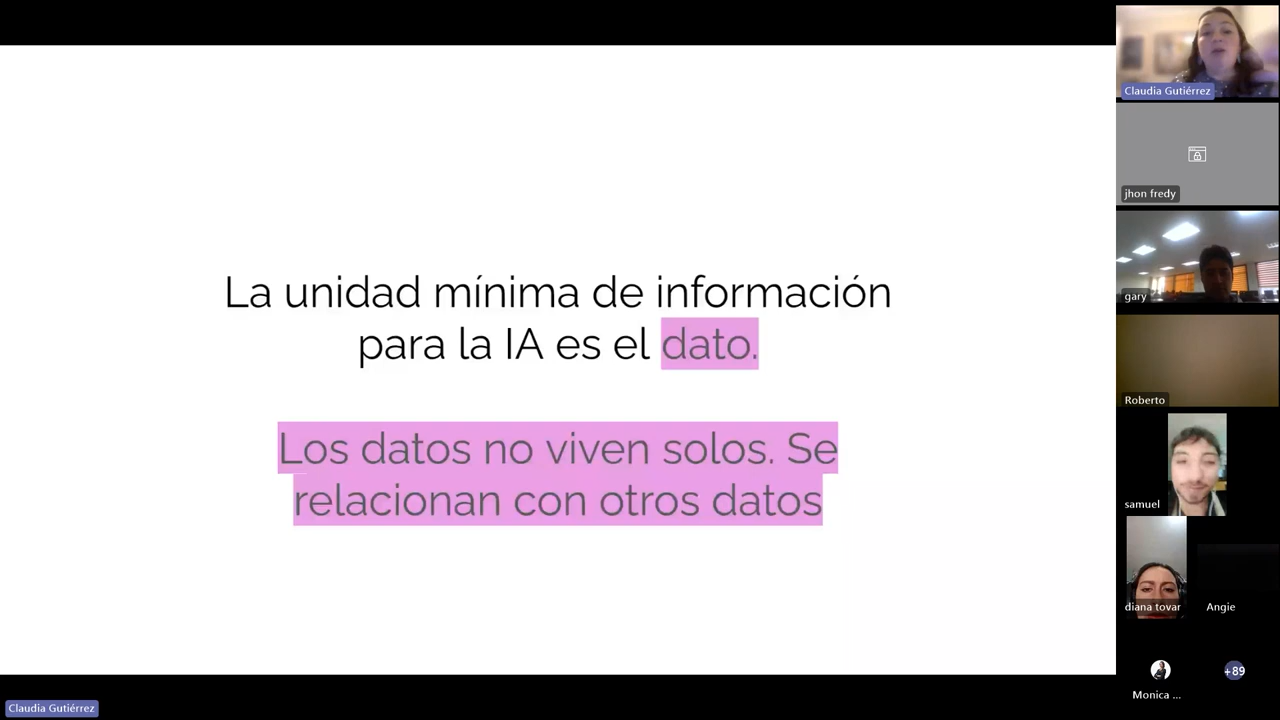 La unidad mínima de información
para la IA es el dato.
Los datos no viven solos. Se
relacionan con otros datos
Claudia Gutiérrez
jhon fredy
gary
Roberto
samuel
diana tovar
Angie
Monica ...
+89
Claudia Gutiérrez